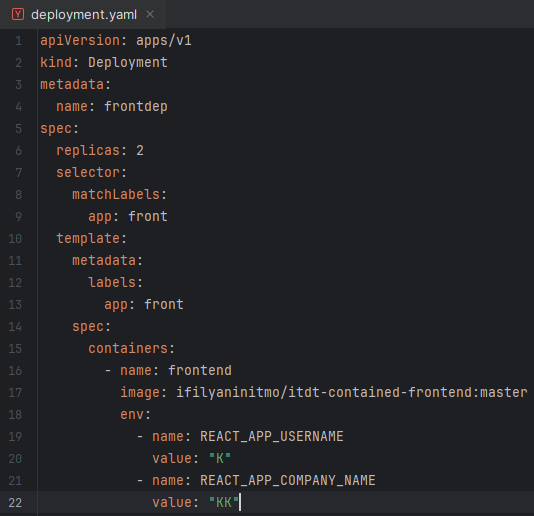 deployment.yaml
1 apiVersion: apps/v1
2 kind: Deployment
3 metadata:
4   name: frontdep
5 spec:
6   replicas: 2
7   selector:
8     matchLabels:
9       app: front
10   template:
11     metadata:
12       labels:
13         app: front
14     spec:
15       containers:
16         - name: frontend
17           image: ifilyaninitmo/itdt-contained-frontend:master
18           env:
19             - name: REACT_APP_USERNAME
20               value: "K"
21             - name: REACT_APP_COMPANY_NAME
22               value: "KK"